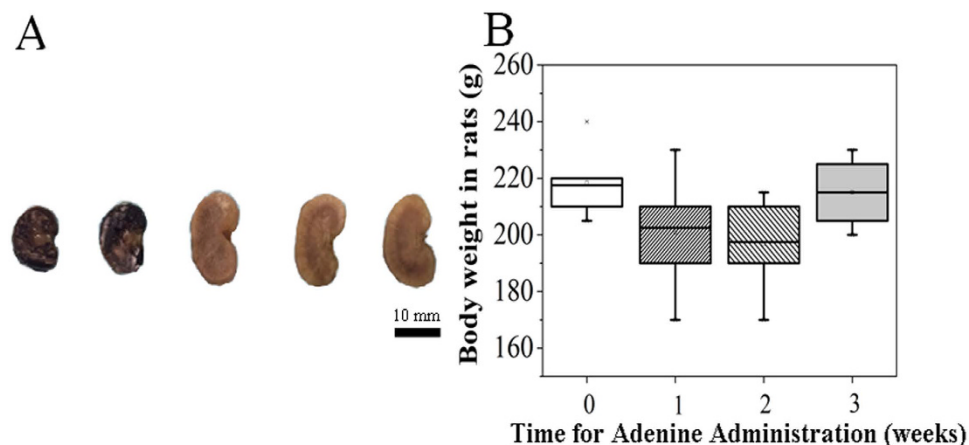 A
10 mm
B
Body weight in rats (g)
260
240
220
200
180
160
0 1 2 3
Time for Adenine Administration (weeks)